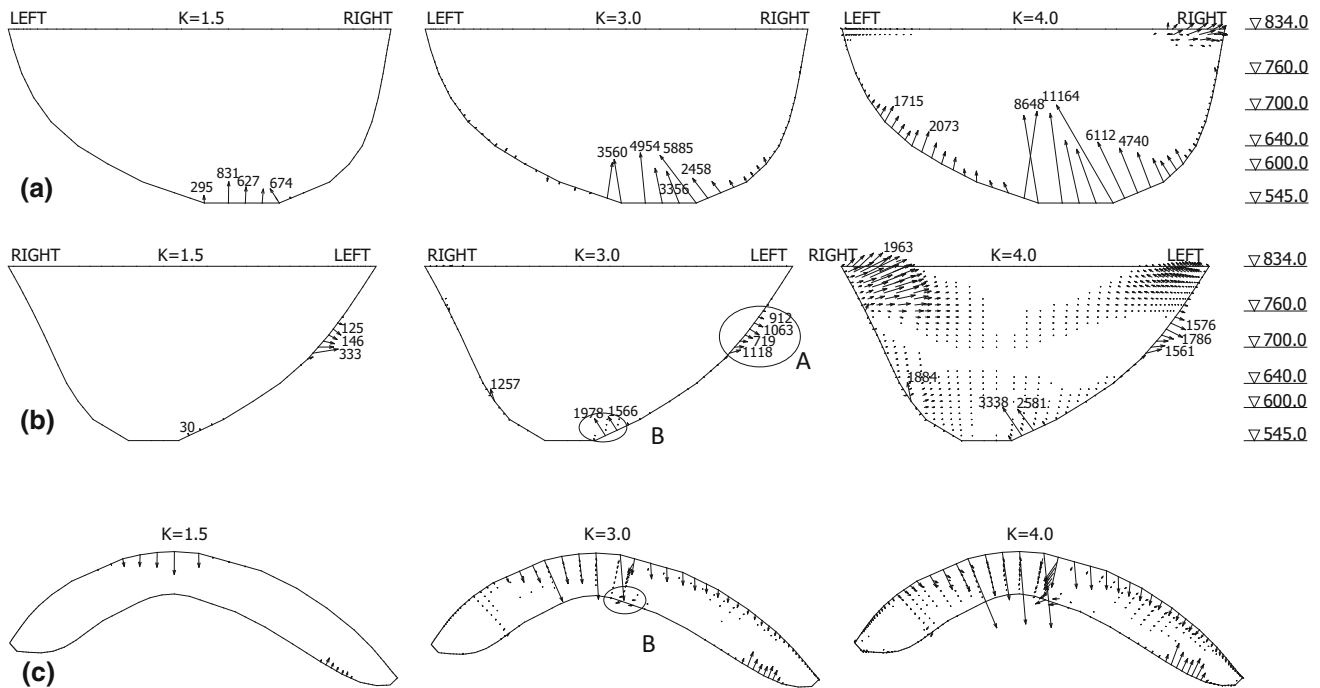 LEFT K=1.5 RIGHT
295 831 627 674
(a)
LEFT K=3.0 RIGHT
3560 4954 5885 2458
3356
LEFT K=4.0 RIGHT
1715 2073 8648 11164 6112 4740
▽834.0
▽760.0
▽700.0
▽640.0
▽600.0
▽545.0
RIGHT K=1.5 LEFT
125
146
333
30
(b)
RIGHT K=3.0 LEFT
912
1063
719
1118
A
1257
1978 1566
B
RIGHT K=4.0 LEFT
1963
1576
1786
1561
1884
3338 2581
▽834.0
▽760.0
▽700.0
▽640.0
▽600.0
▽545.0
K=1.5
(c)
K=3.0
B
K=4.0